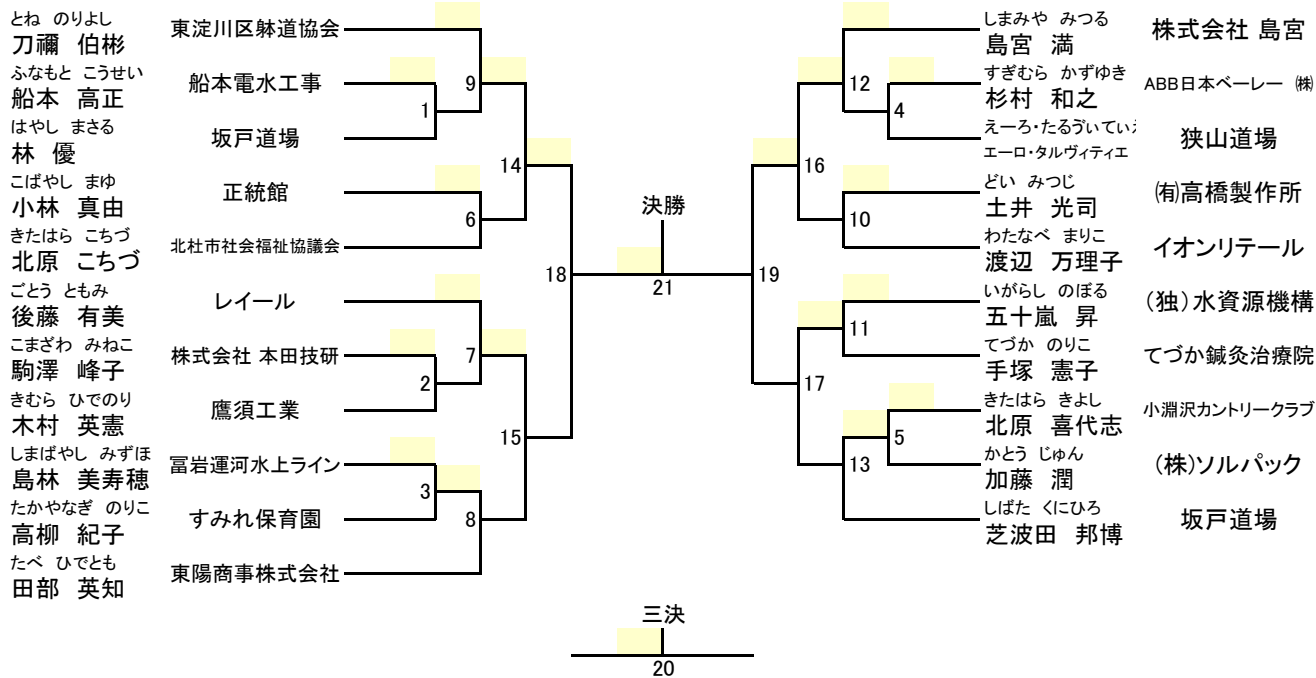 とね のりよし
刀禰 伯彬 東淀川区躰道協会
ふなもと こうせい
船本 高正 船本電水工事
はやし まさる
林 優 坂戸道場
こばやし まゆ
小林 真由 正統館
きたはら こちづ
北原 こちづ 北杜市社会福祉協議会
ごとう ともみ
後藤 有美 レイール
こまざわ みねこ
駒澤 峰子 株式会社 本田技研
きむら ひでのり
木村 英憲 鷹須工業
しまばやし みずほ
島林 美寿穂 冨岩運河水上ライン
たかやなぎ のりこ
高柳 紀子 すみれ保育園
たべ ひでとも
田部 英知 東陽商事株式会社
9
1
14
6
18
7
2
15
3
8
決勝
21
三決
20
12
4
16
10
19
11
17
5
13
しまみや みつる
島宮 満 株式会社 島宮
すぎむら かずゆき
杉村 和之 ABB日本ベーレー ㈱
えーろ・たるゔぃてぃえ
エーロ・タルヴィティエ 狭山道場
どい みつじ
土井 光司 ㈲高橋製作所
わたなべ まりこ
渡辺 万理子 イオンリテール
いがらし のぼる
五十嵐 昇 (独)水資源機構
てづか のりこ
手塚 憲子 てづか鍼灸治療院
きたはら きよし
北原 喜代志 小淵沢カントリークラブ
かとう じゅん
加藤 潤 (株)ソルパック
しばた くにひろ
芝波田 邦博 坂戸道場